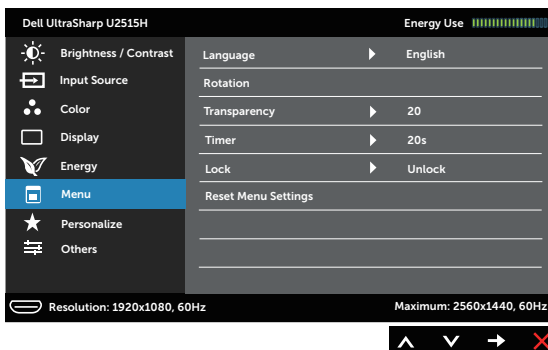 Dell UltraSharp U2515H
Energy Use
Brightness / Contrast
Input Source
Color
Display
Energy
Menu
Personalize
Others
Language English
Rotation
Transparency 20
Timer 20s
Lock Unlock
Reset Menu Settings
Resolution: 1920x1080, 60Hz
Maximum: 2560x1440, 60Hz